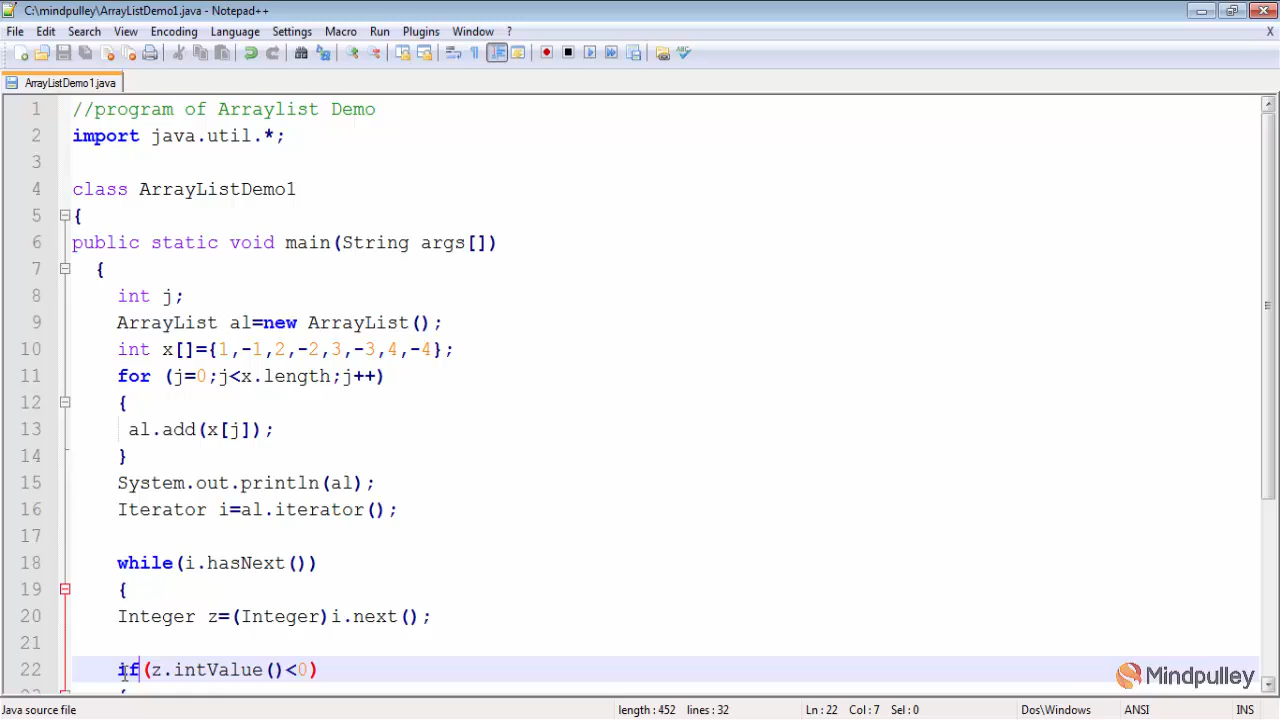 C:\mindpulley\ArrayListDemo1.java - Notepad++
File Edit Search View Encoding Language Settings Macro Run Plugins Window ? X
ArrayListDemo1.java
1 //program of Arraylist Demo
2 import java.util.*;
3
4 class ArrayListDemo1
5 {
6 public static void main(String args[])
7 {
8 int j;
9 ArrayList al=new ArrayList();
10 int x[]={1,-1,2,-2,3,-3,4,-4};
11 for (j=0;j<x.length;j++)
12 {
13 al.add(x[j]);
14 }
15 System.out.println(al);
16 Iterator i=al.iterator();
17
18 while(i.hasNext())
19 {
20 Integer z=(Integer)i.next();
21
22 if(z.intValue()<0)
Mindpulley
Java source file length : 452 lines : 32 Ln : 22 Col : 7 Sel : 0 Dos\Windows ANSI INS